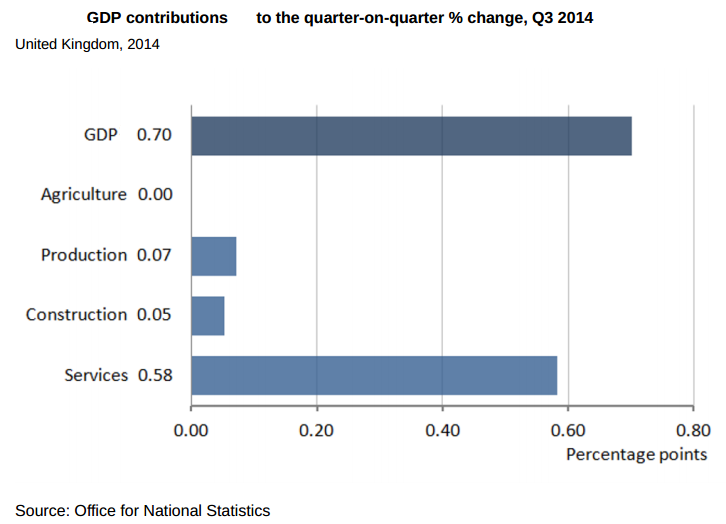 GDP contributions to the quarter-on-quarter % change, Q3 2014
United Kingdom, 2014
GDP 0.70
Agriculture 0.00
Production 0.07
Construction 0.05
Services 0.58
0.00 0.20 0.40 0.60 0.80
Percentage points
Source: Office for National Statistics